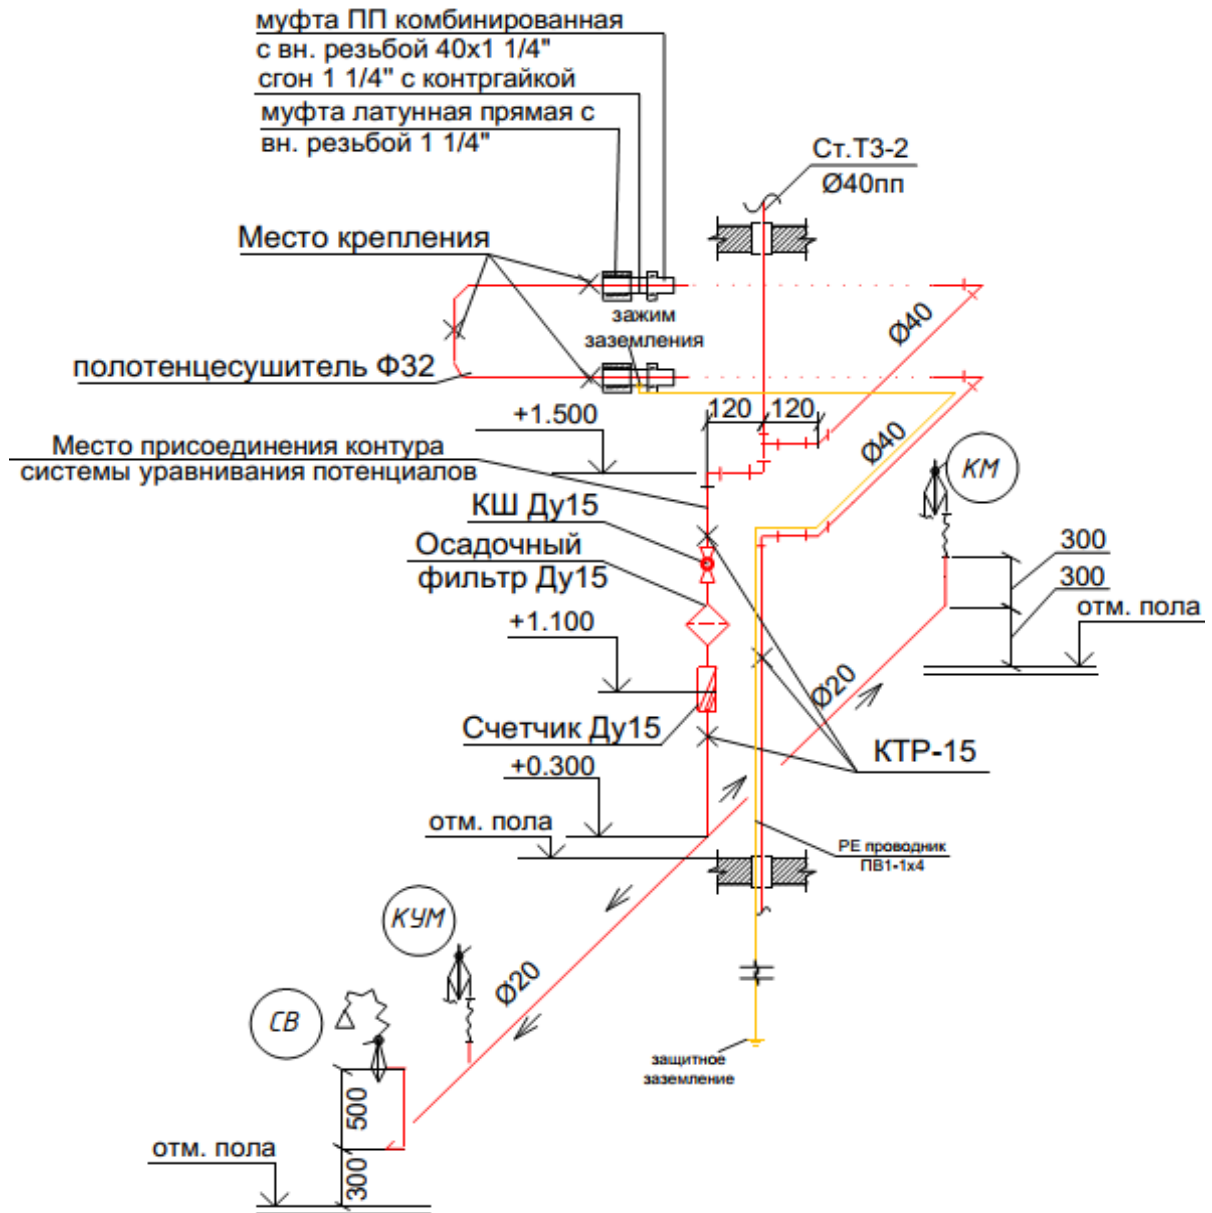 муфта ПП комбинированная
с вн. резьбой 40х1 1/4"
сгон 1 1/4" с контргайкой
муфта латунная прямая с
вн. резьбой 1 1/4"
Ст.Т3-2
Ø40пп
Место крепления
зажим
заземления
Ø40
полотенцесушитель Ф32
+1.500
120
120
Ø40
Место присоединения контура
системы уравнивания потенциалов
КМ
КШ Ду15
Осадочный
фильтр Ду15
300
300
отм. пола
+1.100
Ø20
Счетчик Ду15
КТР-15
+0.300
отм. пола
РЕ проводник
ПВ1-1х4
КУМ
Ø20
СВ
защитное
заземление
500
отм. пола
300